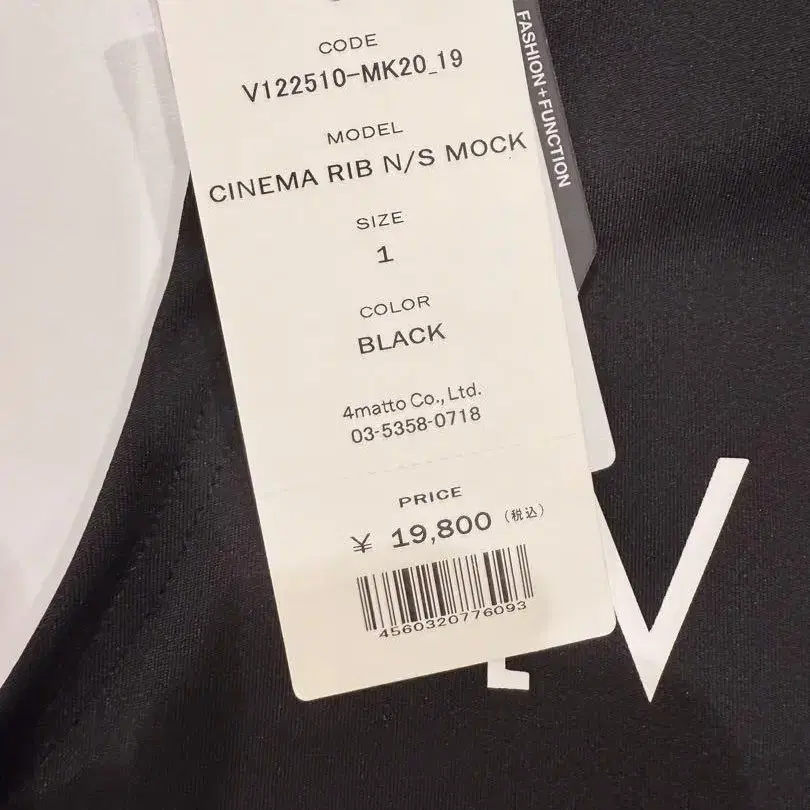 CODE
V122510-MK20_19
MODEL
CINEMA RIB N/S MOCK
SIZE
1
COLOR
BLACK
4matto Co., Ltd.
03-5358-0718
PRICE
¥ 19,800 (税込)
4560320776093
FASHION+FUNCTION
V